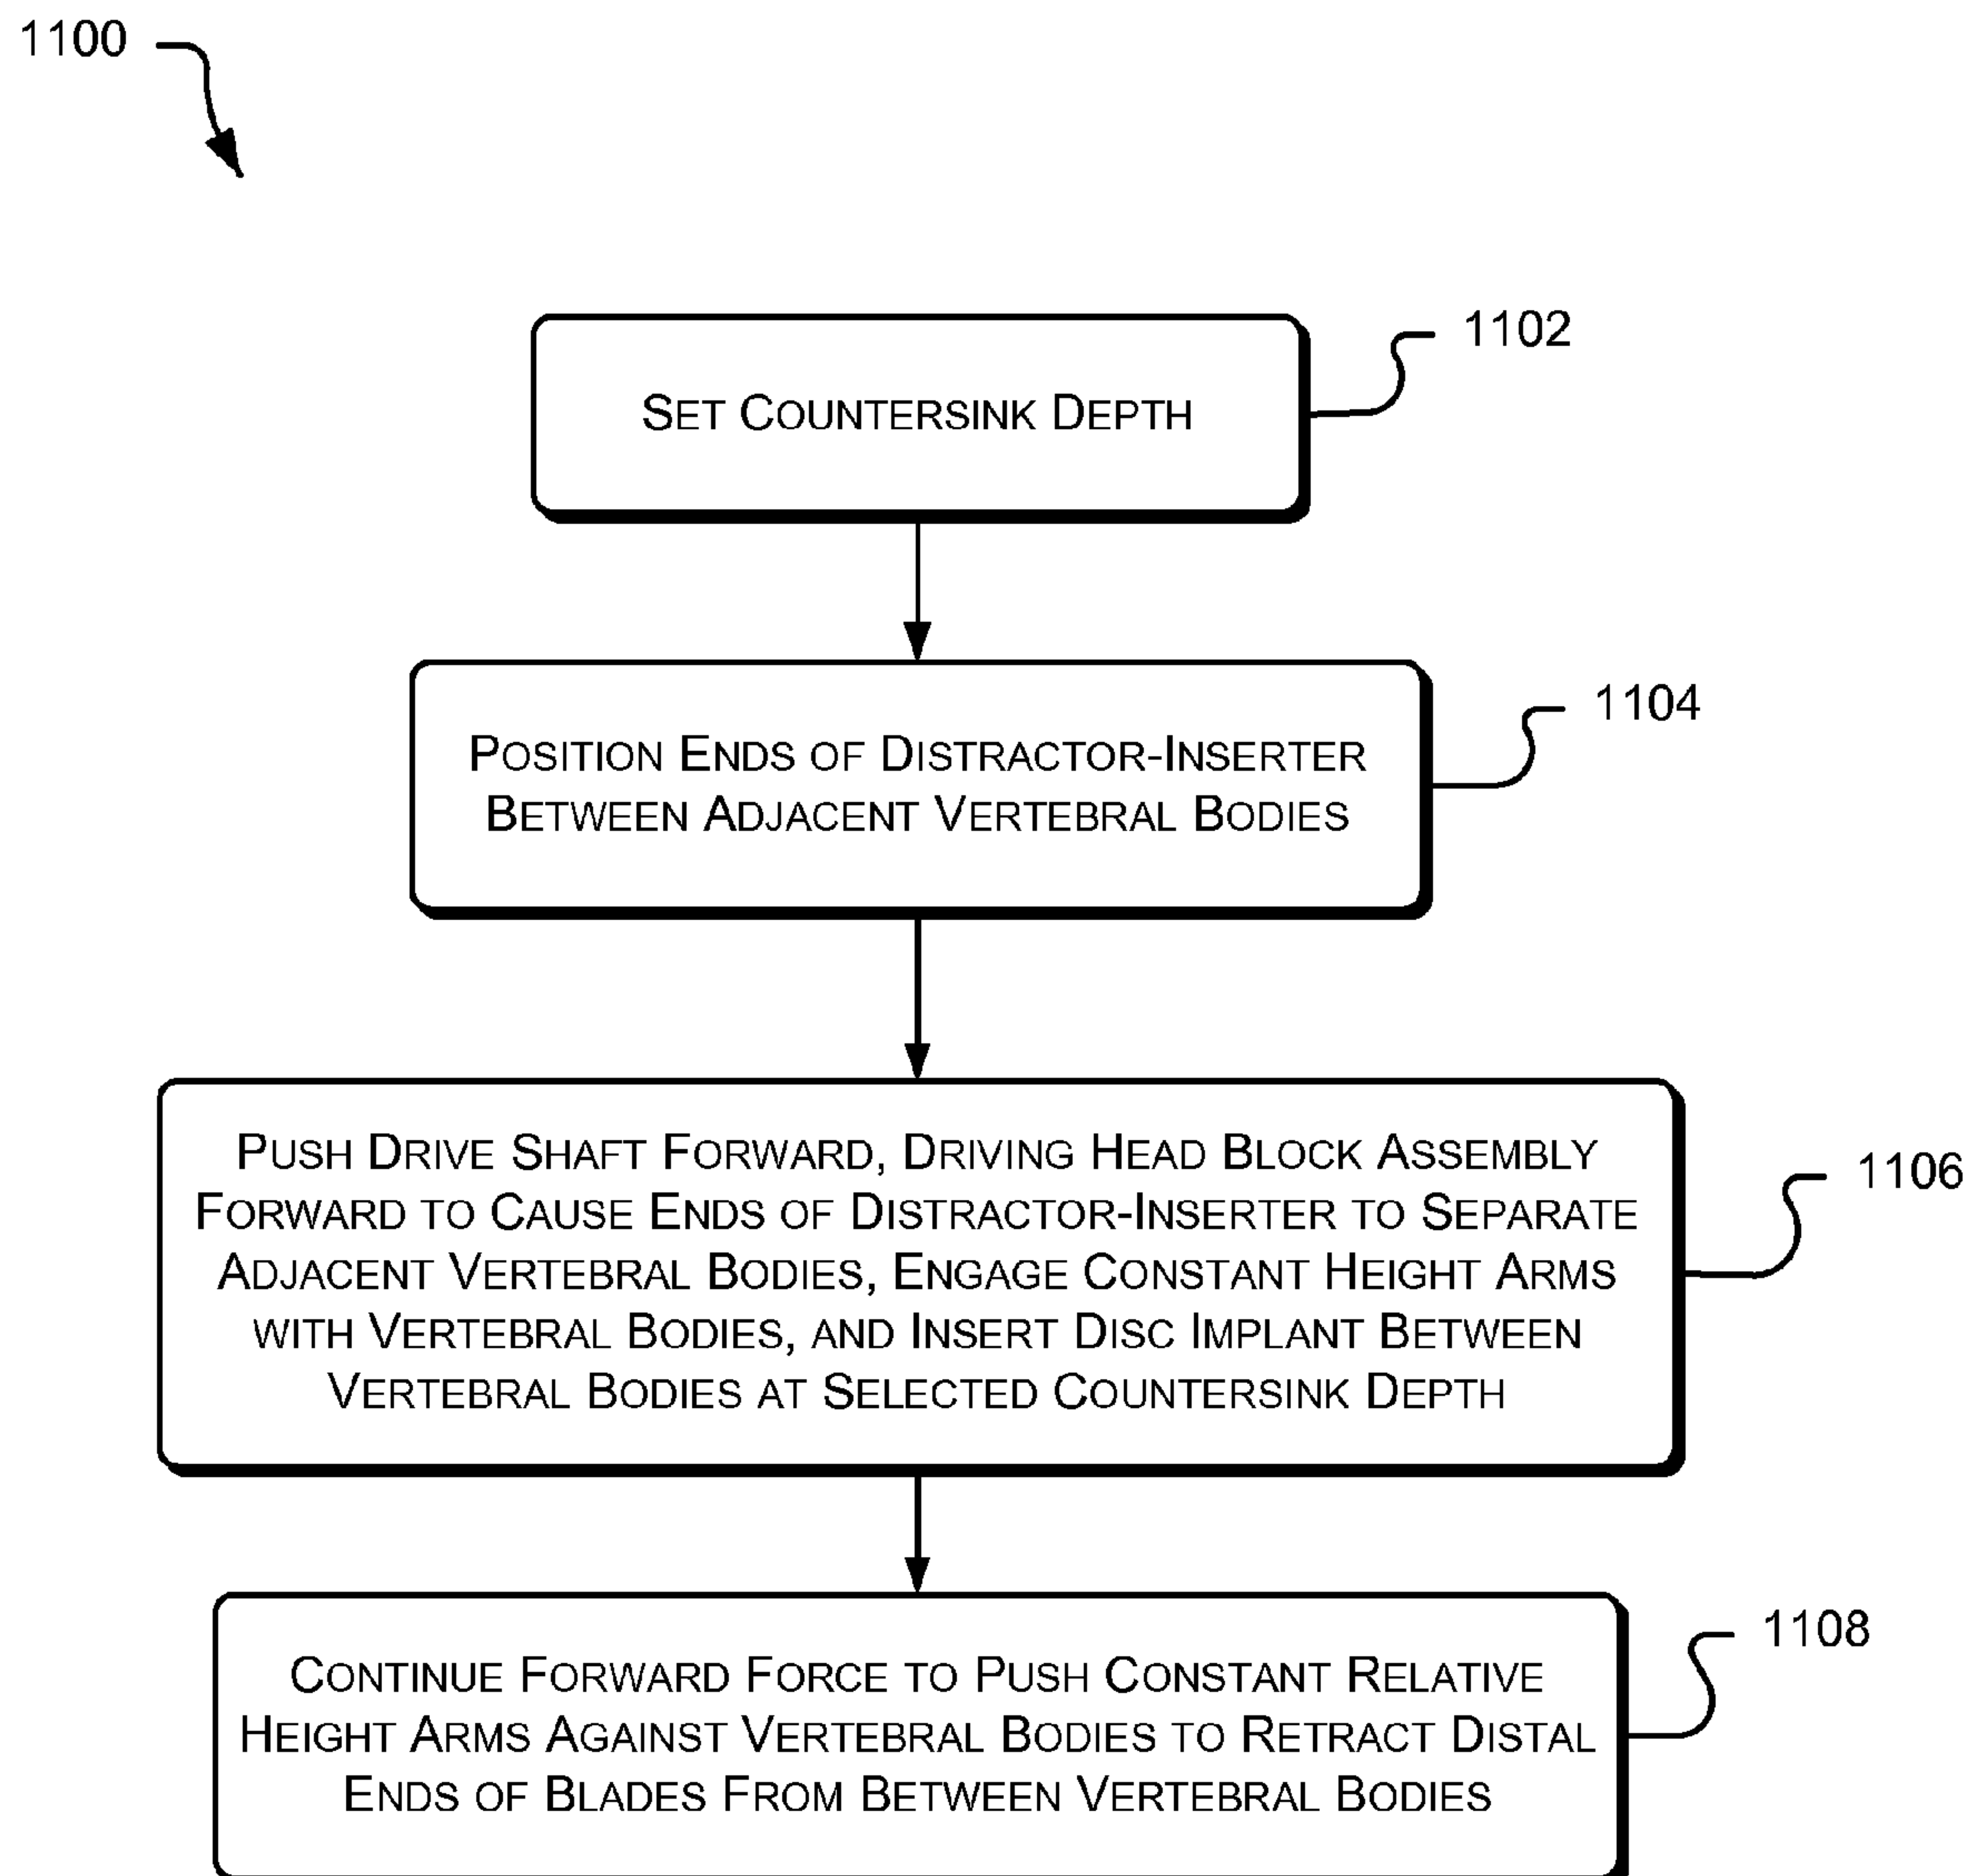 1100
1102
SET COUNTERSINK DEPTH
1104
POSITION ENDS OF DISTRACTOR-INSERTER
BETWEEN ADJACENT VERTEBRAL BODIES
1106
PUSH DRIVE SHAFT FORWARD, DRIVING HEAD BLOCK ASSEMBLY
FORWARD TO CAUSE ENDS OF DISTRACTOR-INSERTER TO SEPARATE
ADJACENT VERTEBRAL BODIES, ENGAGE CONSTANT HEIGHT ARMS
WITH VERTEBRAL BODIES, AND INSERT DISC IMPLANT BETWEEN
VERTEBRAL BODIES AT SELECTED COUNTERSINK DEPTH
1108
CONTINUE FORWARD FORCE TO PUSH CONSTANT RELATIVE
HEIGHT ARMS AGAINST VERTEBRAL BODIES TO RETRACT DISTAL
ENDS OF BLADES FROM BETWEEN VERTEBRAL BODIES